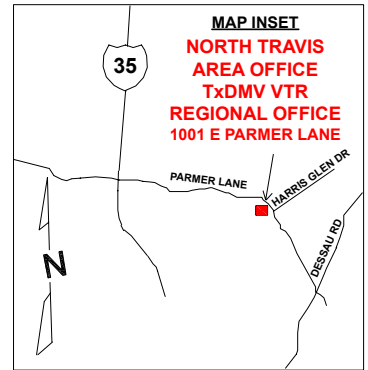 MAP INSET
NORTH TRAVIS
AREA OFFICE
TxDMV VTR
REGIONAL OFFICE
1001 E PARMER LANE
35
PARMER LANE
HARRIS GLEN DR
DESSAU RD
N